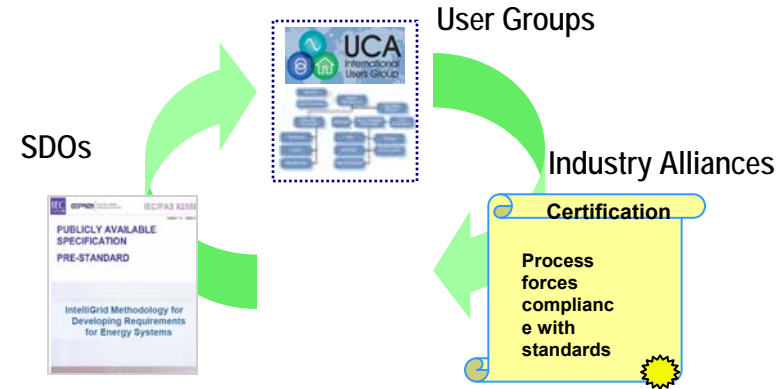 User Groups
UCA
International
Users Group
SDOs
Industry Alliances
IEC
EPRI
PUBLICLY AVAILABLE
SPECIFICATION
PRE-STANDARD
IntelliGrid Methodology for
Developing Requirements
for Energy Systems
Certification
Process
forces
complianc
e with
standards